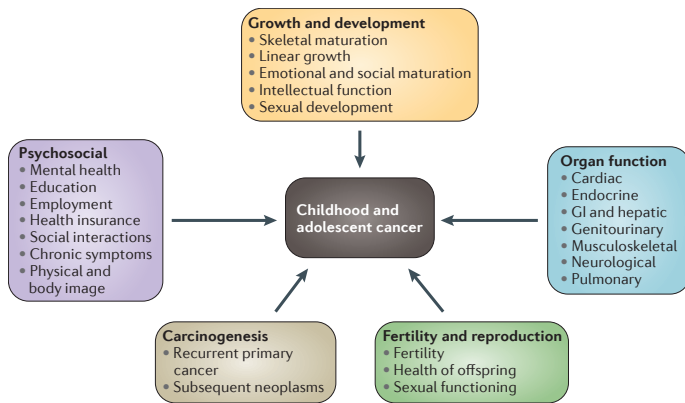 Growth and development
• Skeletal maturation
• Linear growth
• Emotional and social maturation
• Intellectual function
• Sexual development
Psychosocial
• Mental health
• Education
• Employment
• Health insurance
• Social interactions
• Chronic symptoms
• Physical and
body image
Childhood and
adolescent cancer
Organ function
• Cardiac
• Endocrine
• GI and hepatic
• Genitourinary
• Musculoskeletal
• Neurological
• Pulmonary
Carcinogenesis
• Recurrent primary
cancer
• Subsequent neoplasms
Fertility and reproduction
• Fertility
• Health of offspring
• Sexual functioning